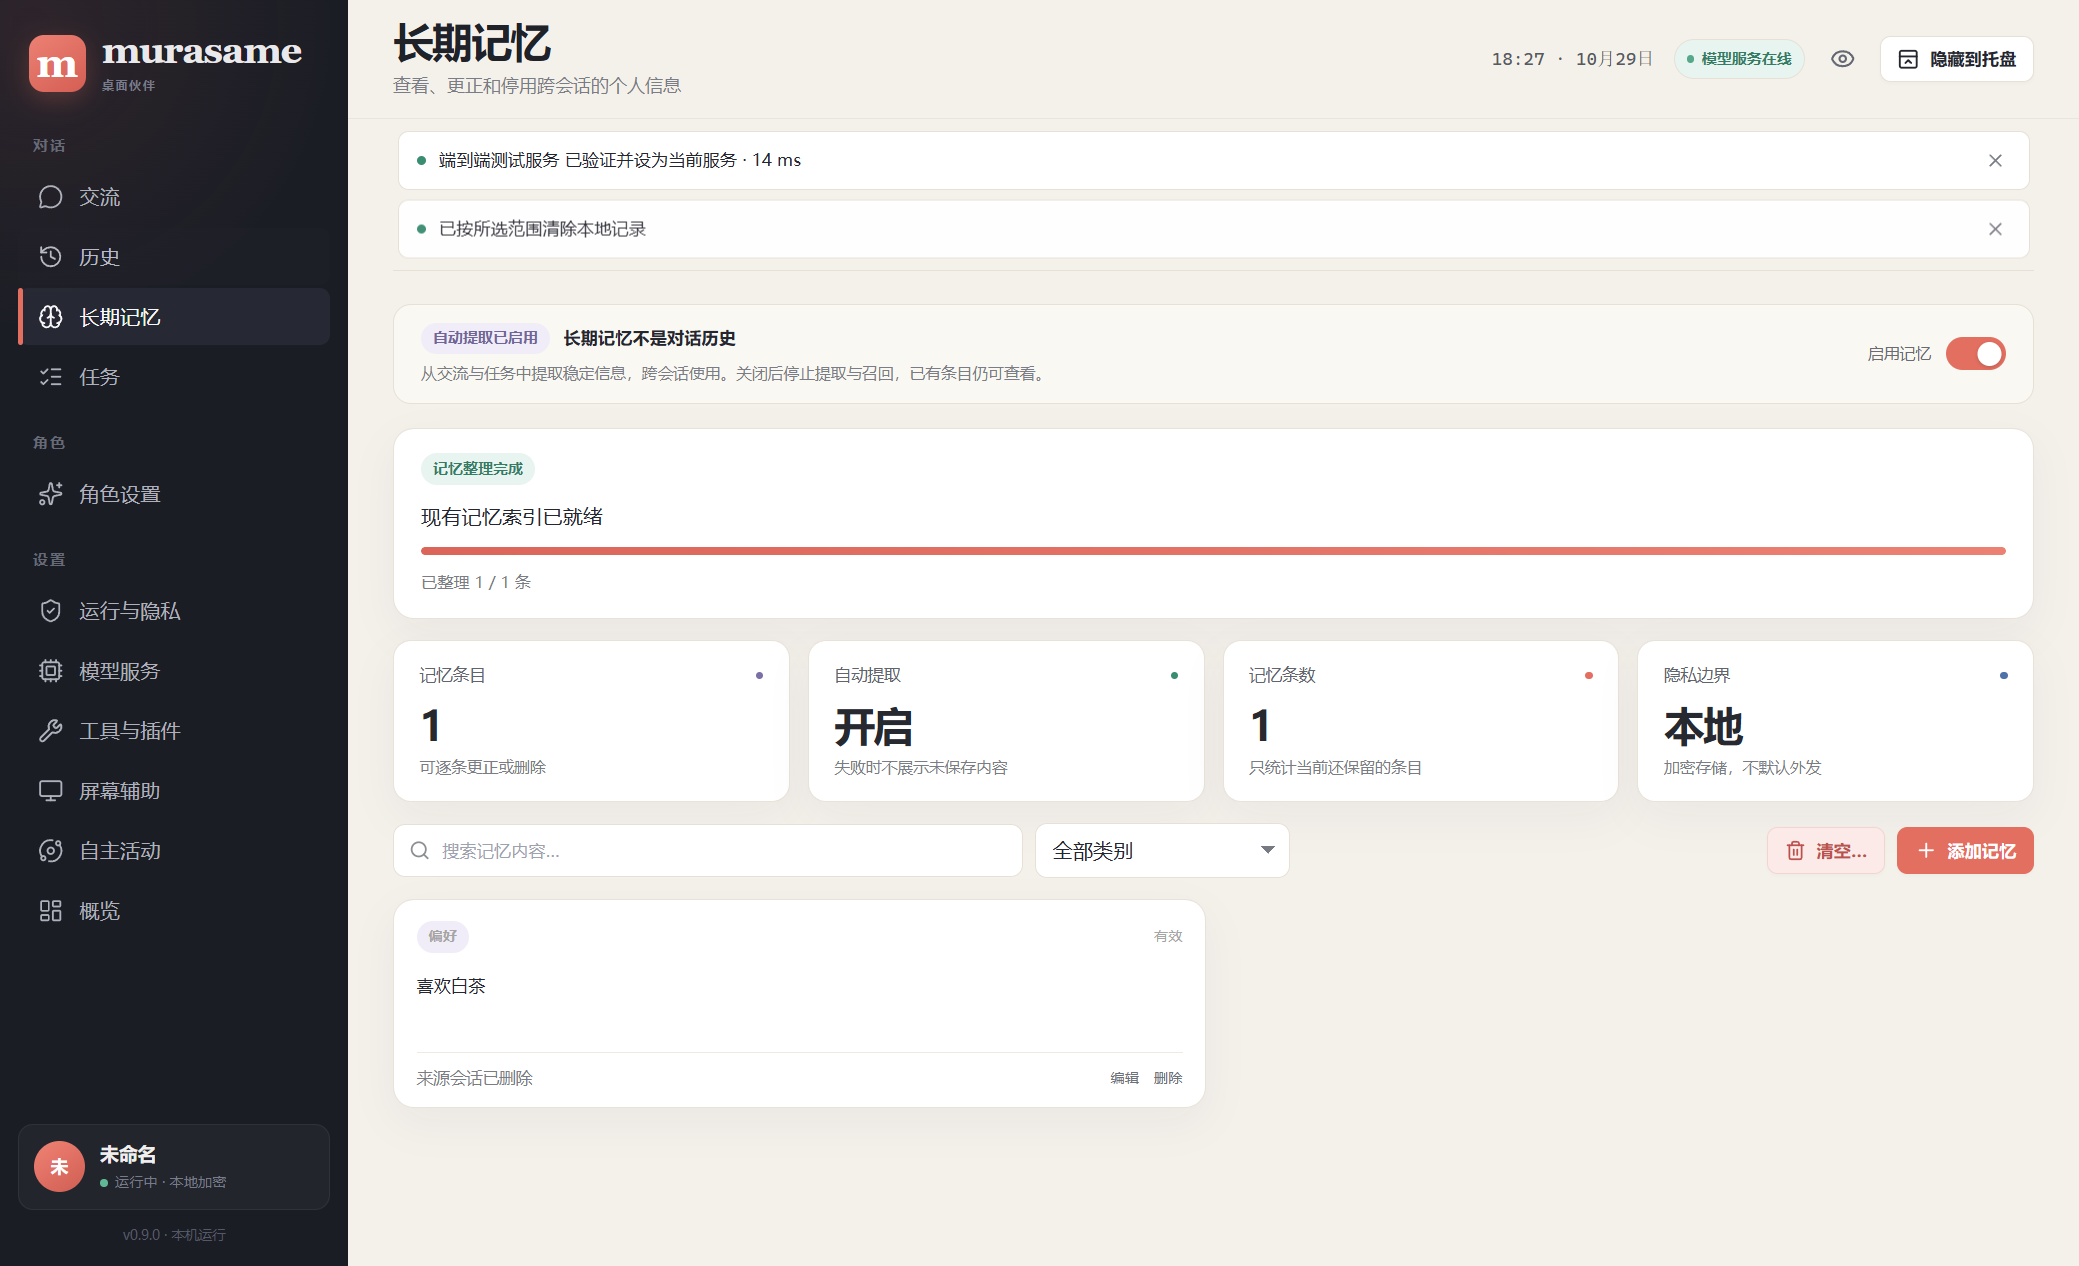 m
murasame
桌面伙伴
对话
交流
历史
长期记忆
任务
角色
角色设置
设置
运行与隐私
模型服务
工具与插件
屏幕辅助
自主活动
概览
未
未命名
运行中 · 本地加密
v0.9.0 · 本机运行
长期记忆
查看、更正和停用跨会话的个人信息
18:27 · 10月29日
模型服务在线
隐藏到托盘
端到端测试服务 已验证并设为当前服务 · 14 ms
已按所选范围清除本地记录
自动提取已启用 长期记忆不是对话历史
从交流与任务中提取稳定信息，跨会话使用。关闭后停止提取与召回，已有条目仍可查看。
启用记忆
记忆整理完成
现有记忆索引已就绪
已整理 1 / 1 条
记忆条目
1
可逐条更正或删除
自动提取
开启
失败时不展示未保存内容
记忆条数
1
只统计当前还保留的条目
隐私边界
本地
加密存储，不默认外发
搜索记忆内容...
全部类别
清空...
添加记忆
偏好
有效
喜欢白茶
来源会话已删除
编辑 删除